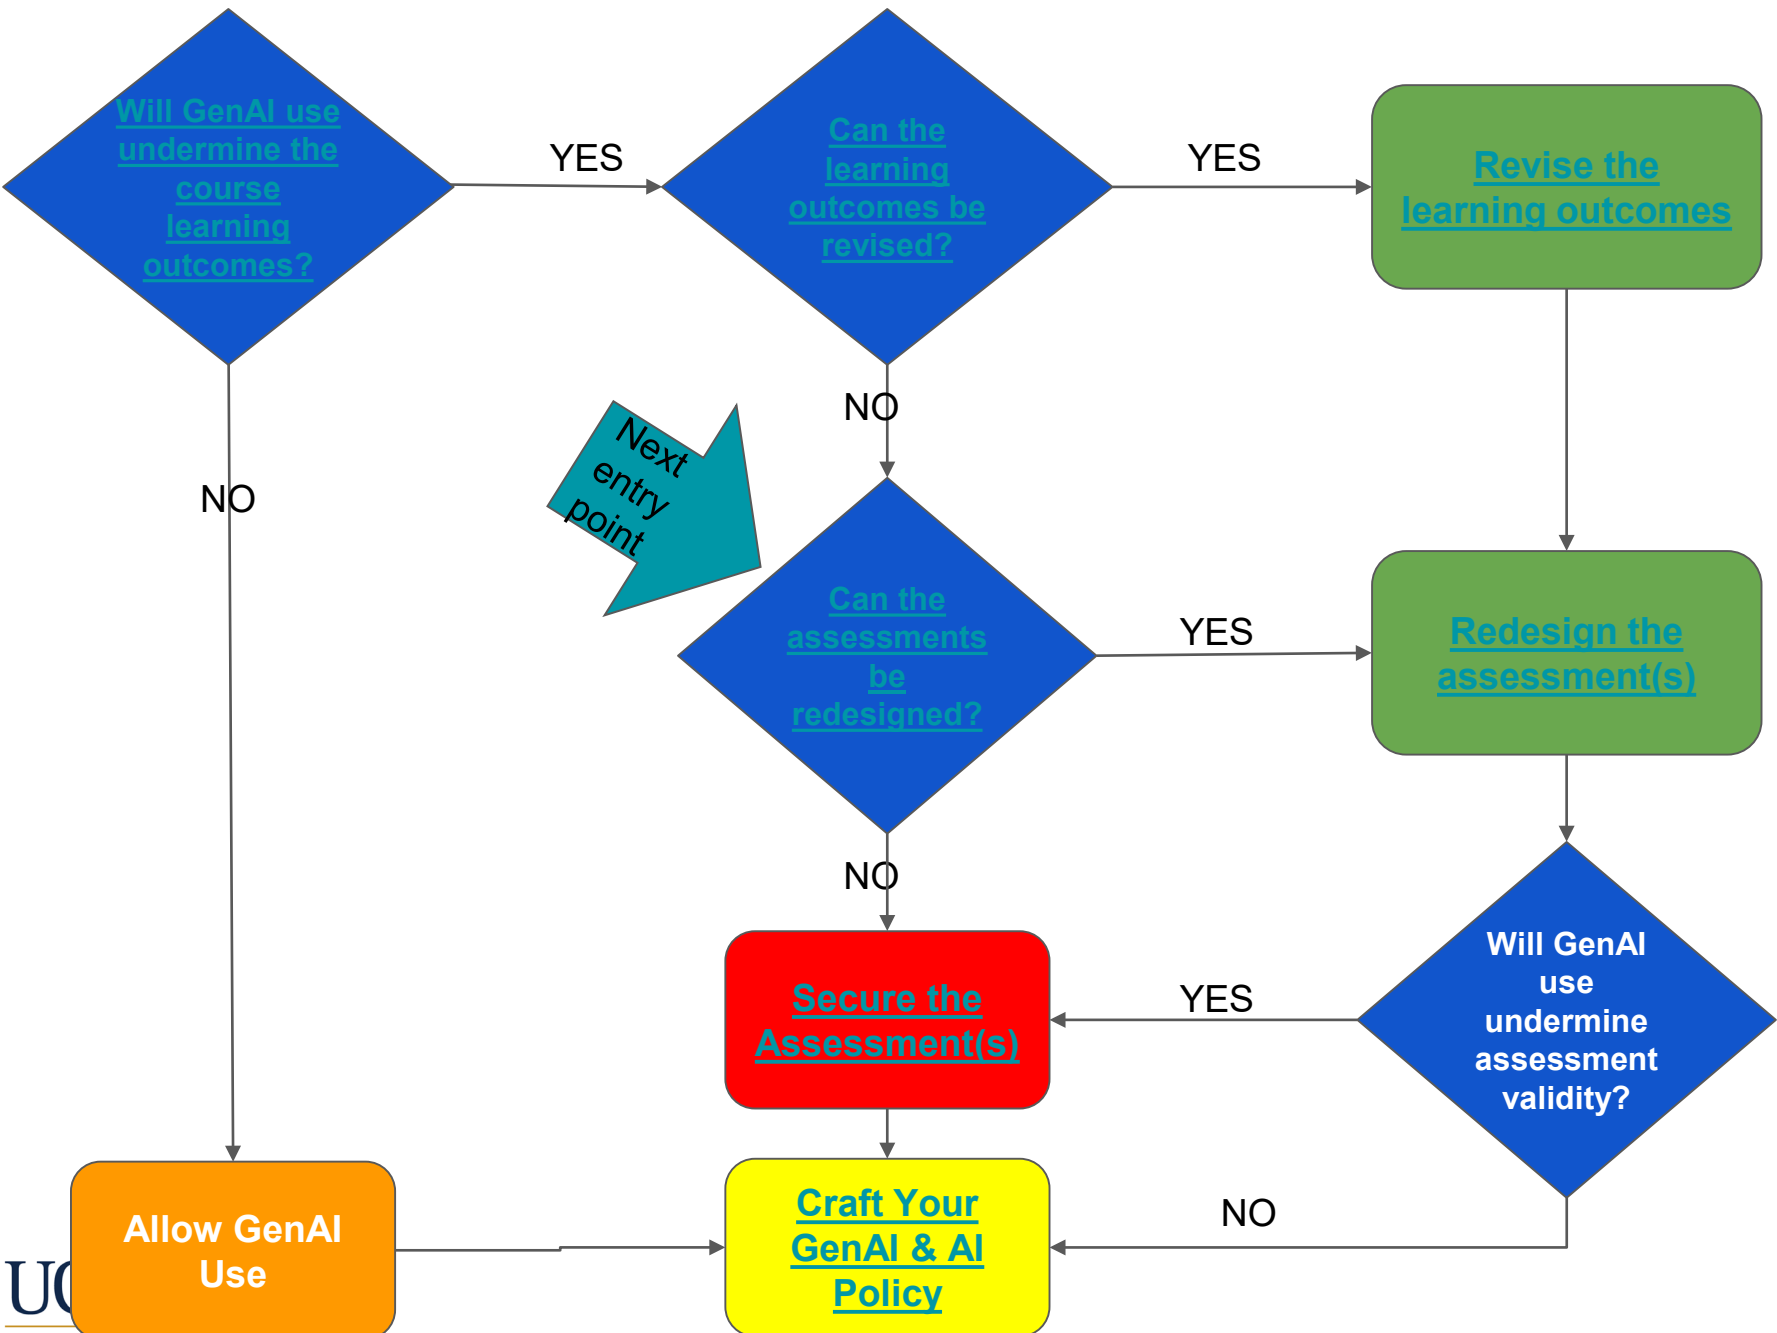 Will GenAI use
undermine the
course
learning
outcomes?
YES
Can the
learning
outcomes be
revised?
YES
Revise the
learning outcomes
NO
NO
Next
entry
point
Can the
assessments
be
redesigned?
YES
Redesign the
assessment(s)
NO
Secure the
Assessment(s)
YES
Will GenAI
use
undermine
assessment
validity?
Allow GenAI
Use
Craft Your
GenAI & AI
Policy
NO